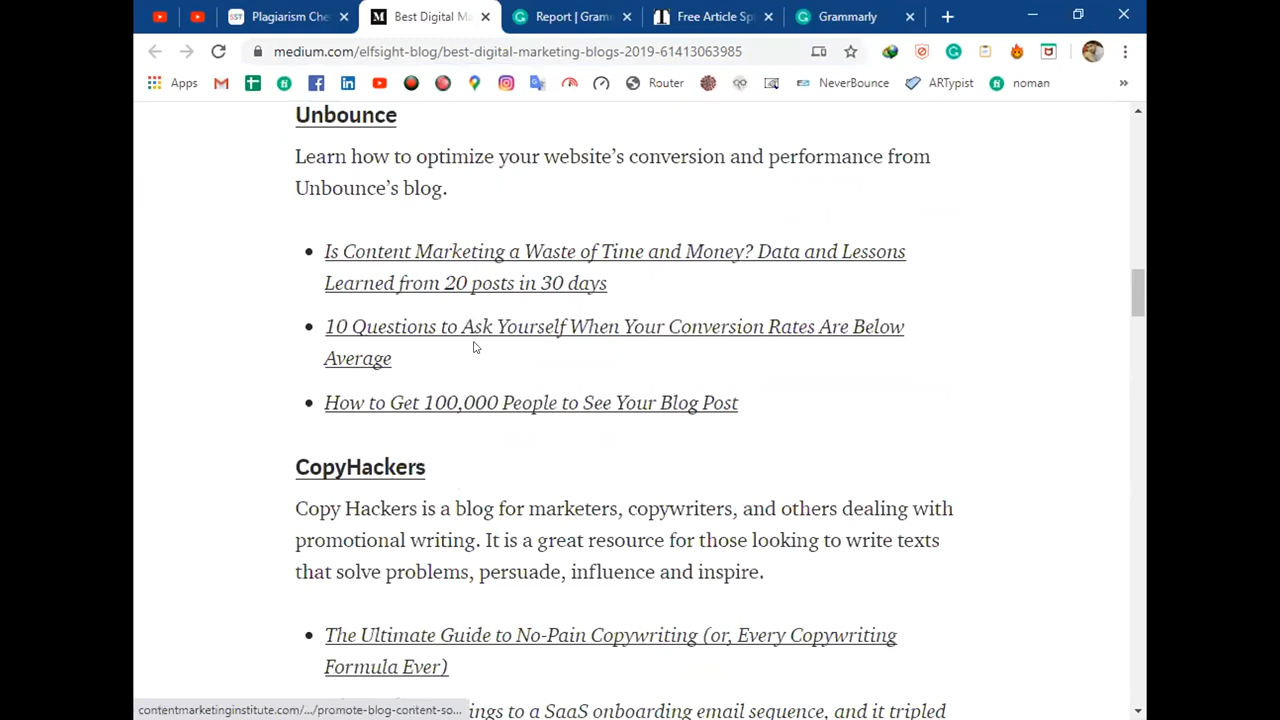 Plagiarism Che
Best Digital Ma
Report | Gram
Free Article Sp
Grammarly
medium.com/elfsight-blog/best-digital-marketing-blogs-2019-61413063985
Apps
Router
NeverBounce
ARTypist
noman
Unbounce
Learn how to optimize your website’s conversion and performance from
Unbounce’s blog.
Is Content Marketing a Waste of Time and Money? Data and Lessons
Learned from 20 posts in 30 days
10 Questions to Ask Yourself When Your Conversion Rates Are Below
Average
How to Get 100,000 People to See Your Blog Post
CopyHackers
Copy Hackers is a blog for marketers, copywriters, and others dealing with
promotional writing. It is a great resource for those looking to write texts
that solve problems, persuade, influence and inspire.
The Ultimate Guide to No-Pain Copywriting (or, Every Copywriting
Formula Ever)
ings to a SaaS onboarding email sequence, and it tripled
contentmarketinginstitute.com/.../promote-blog-content-so...